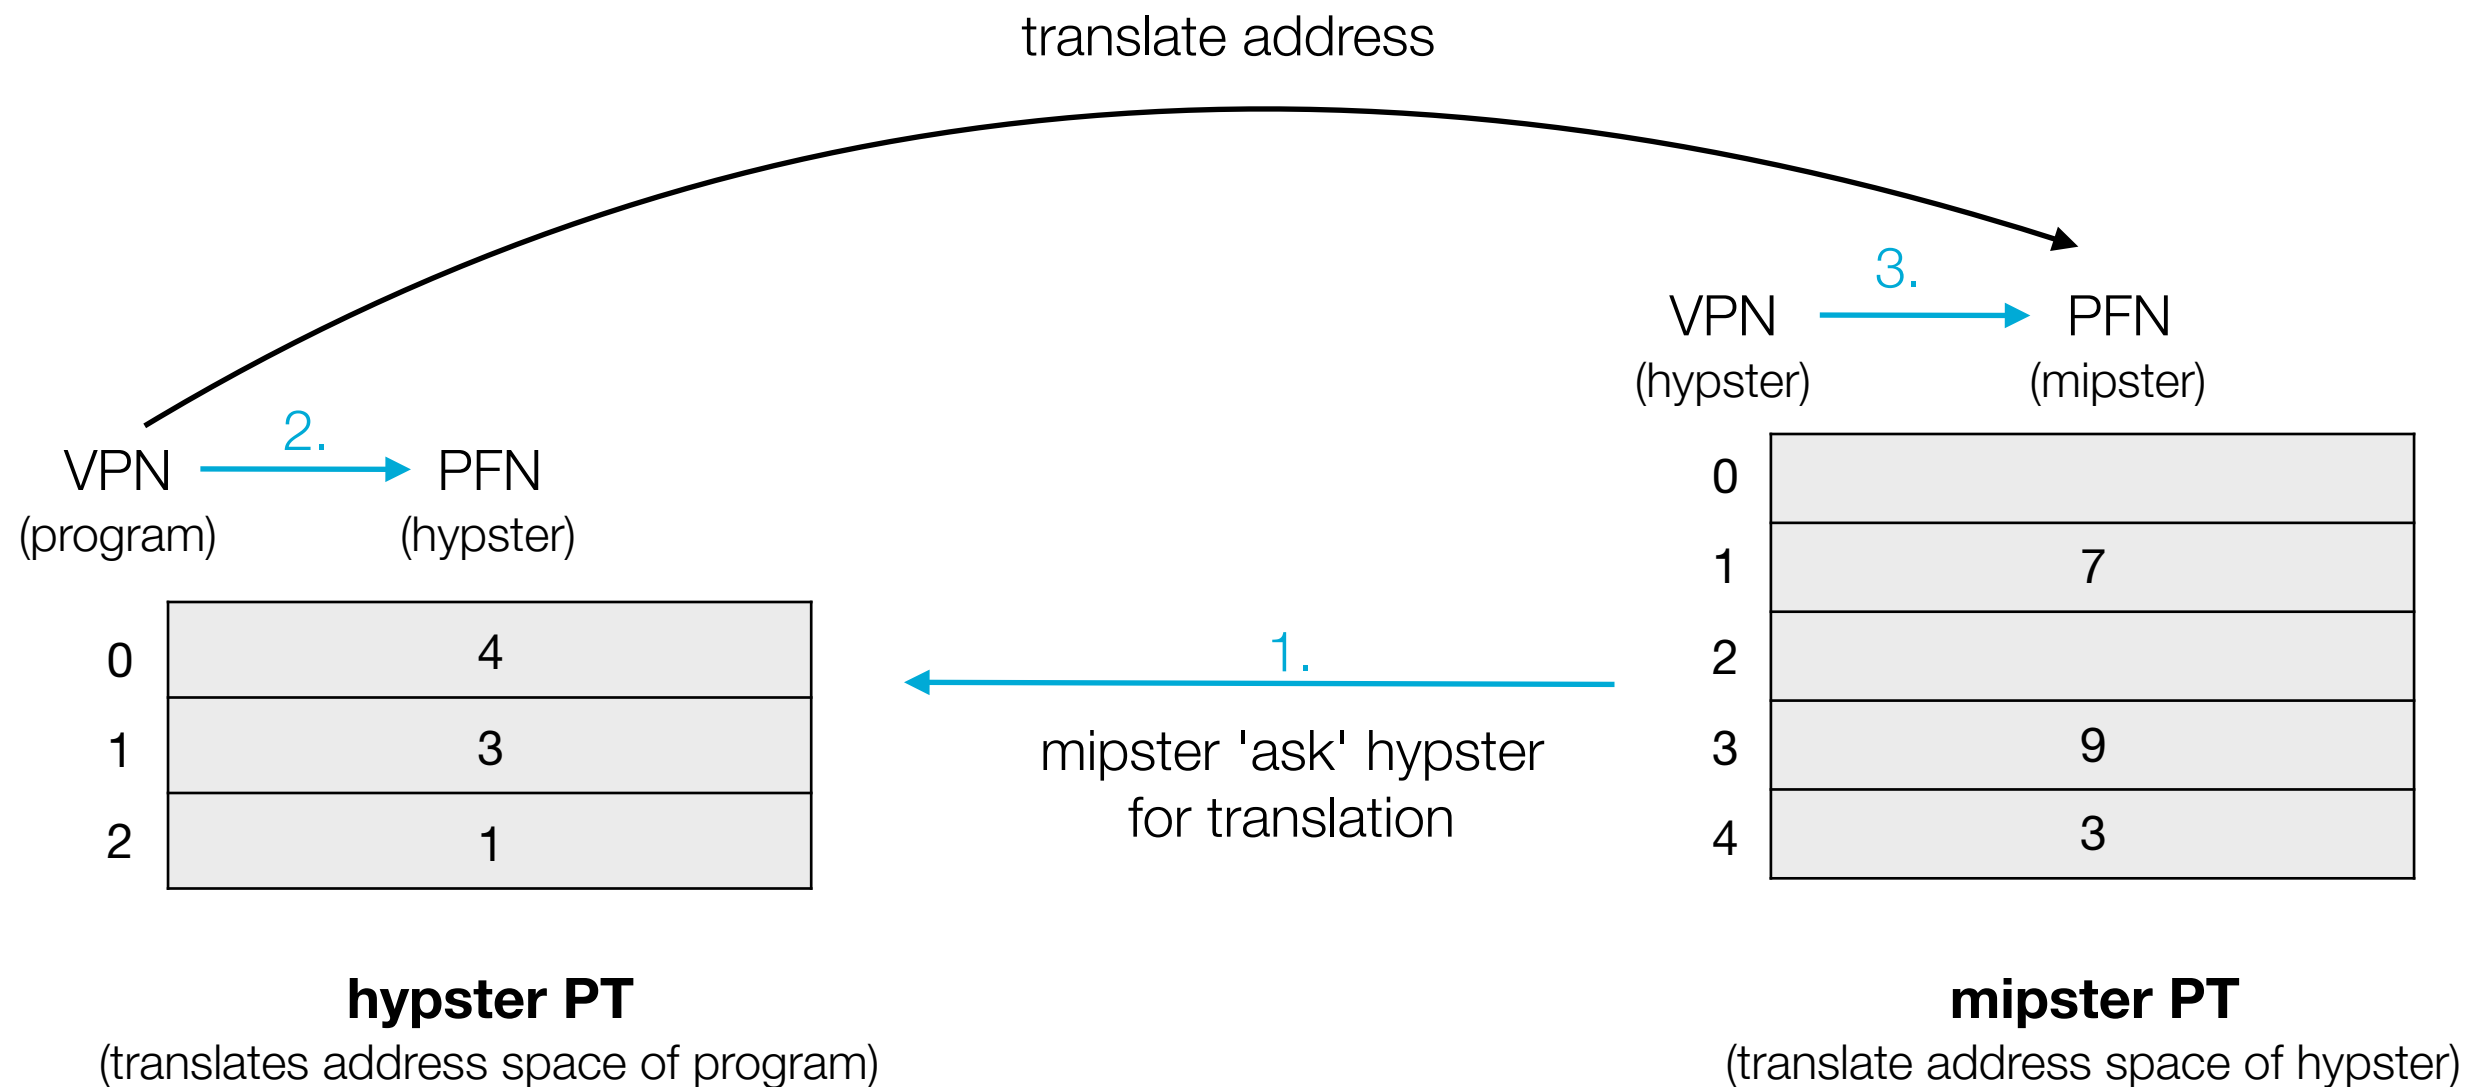 translate address
3.
VPN PFN
(hypster) (mipster)
2.
VPN PFN
(program) (hypster)
0
1 7
2
3 9
4 3
0 4
1 3
2 1
1.
mipster 'ask' hypster
for translation
hypster PT
(translates address space of program)
mipster PT
(translate address space of hypster)